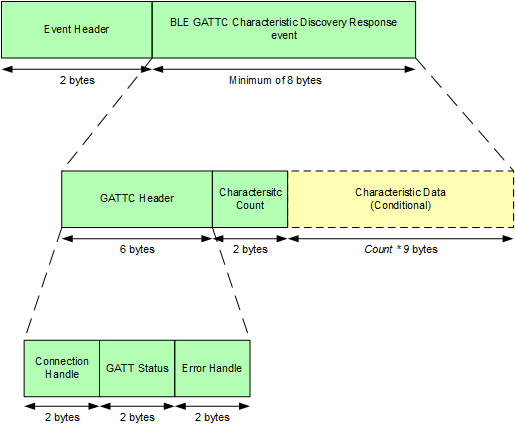 Event Header
BLE GATTC Characteristic Discovery Response
event
2 bytes
Minimum of 8 bytes
GATTC Header
Charactersitc
Count
Characteristic Data
(Conditional)
6 bytes
2 bytes
Count * 9 bytes
Connection
Handle
GATT Status
Error Handle
2 bytes
2 bytes
2 bytes